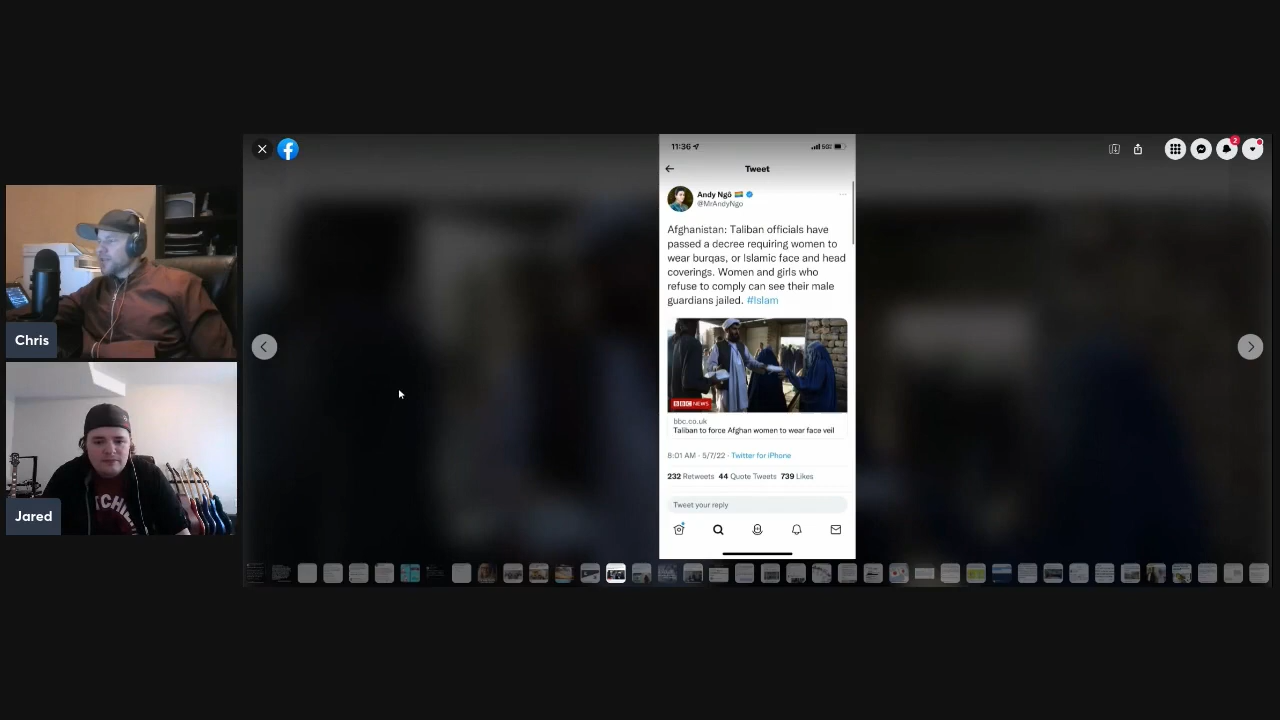 11:36
50
Tweet
Andy Ngô
@MrAndyNgo
Afghanistan: Taliban officials have
passed a decree requiring women to
wear burqas, or Islamic face and head
coverings. Women and girls who
refuse to comply can see their male
guardians jailed. #Islam
BBC NEWS
bbc.co.uk
Taliban to force Afghan women to wear face veil
8:01 AM · 5/7/22 · Twitter for iPhone
232 Retweets 44 Quote Tweets 739 Likes
Tweet your reply
2
Chris
Jared